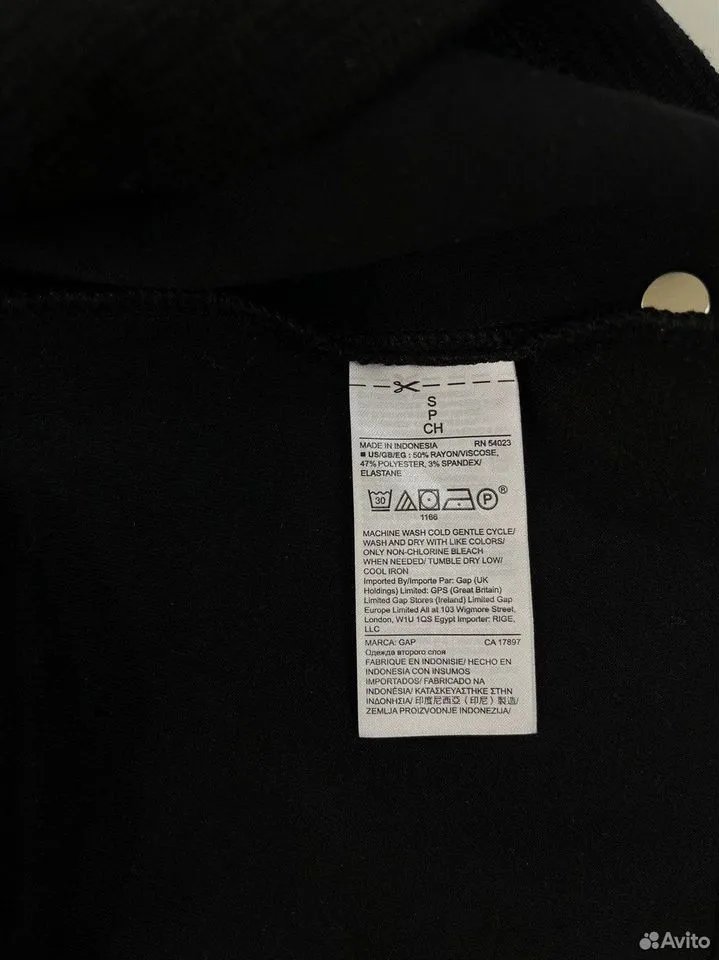 S
P
CH
MADE IN INDONESIA RN 54023
■ US/GB/EG : 50% RAYON/VISCOSE,
47% POLYESTER, 3% SPANDEX/
ELASTANE
30 P ®
1166
MACHINE WASH COLD GENTLE CYCLE/
WASH AND DRY WITH LIKE COLORS/
ONLY NON-CHLORINE BLEACH
WHEN NEEDED/ TUMBLE DRY LOW/
COOL IRON
Imported By/Importe Par: Gap (UK
Holdings) Limited: GPS (Great Britain)
Limited Gap Stores (Ireland) Limited Gap
Europe Limited All at 103 Wigmore Street,
London, W1U 1QS Egypt Importer: RIGE,
LLC
MARCA: GAP CA 17897
Одежда второго слоя
FABRIQUE EN INDONISIE/ HECHO EN
INDONESIA CON INSUMOS
IMPORTADOS/ FABRICADO NA
INDONÉSIA/ ΚΑΤΑΣΚΕΥΑΣΤΗΚΕ ΣΤΗΝ
ΙΝΔΟΝΗΣΙΑ/ 印度尼西亞 (印尼) 製造/
ZEMLJA PROIZVODNJE INDONEZIJA/
Avito